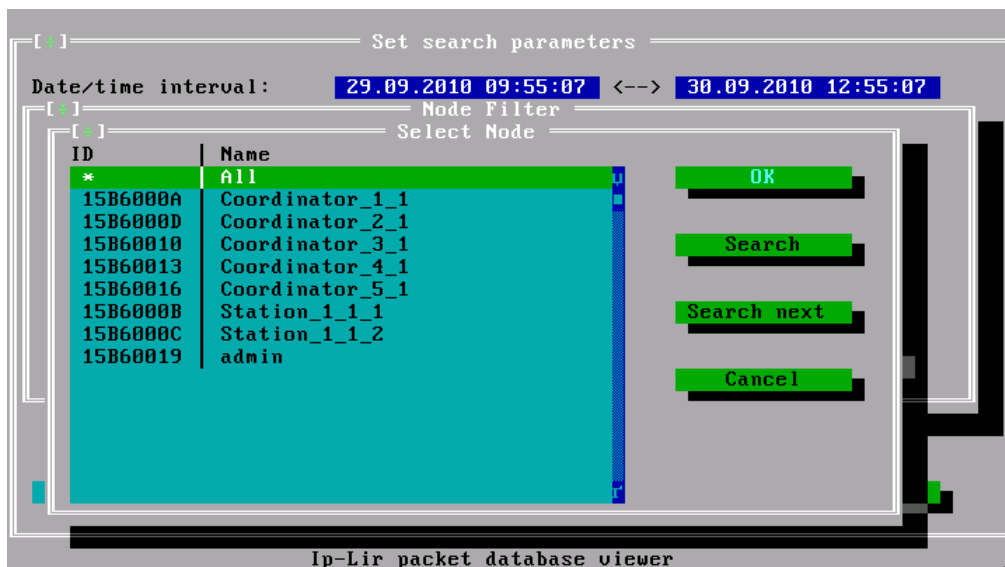 Set search parameters
Date/time interval: 29.09.2010 09:55:07 <--> 30.09.2010 12:55:07
Node Filter
Select Node
ID Name
* All
15B6000A Coordinator_1_1
15B6000D Coordinator_2_1
15B60010 Coordinator_3_1
15B60013 Coordinator_4_1
15B60016 Coordinator_5_1
15B6000B Station_1_1_1
15B6000C Station_1_1_2
15B60019 admin
OK
Search
Search next
Cancel
Ip-Lir packet database viewer